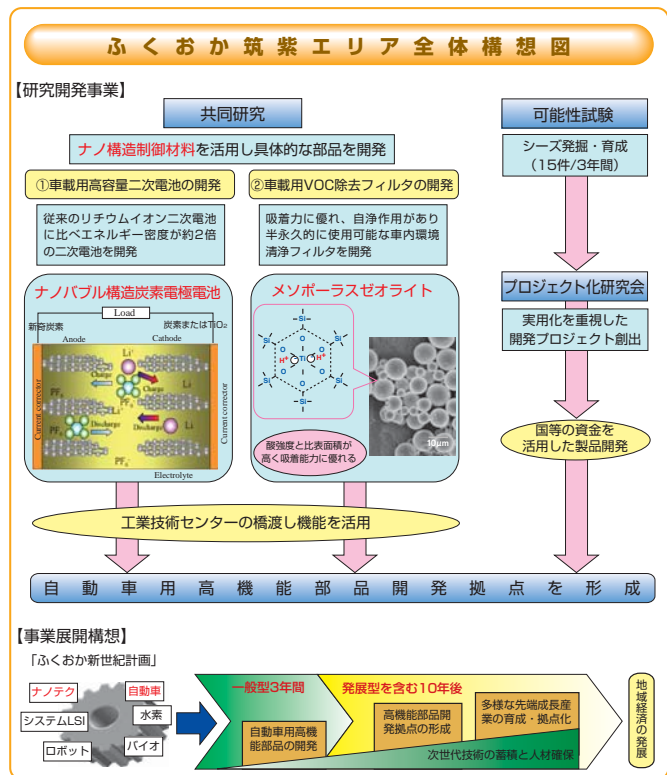 ふくおか筑紫エリア全体構想図
【研究開発事業】
共同研究
ナノ構造制御材料を活用し具体的な部品を開発
①車載用高容量二次電池の開発
従来のリチウムイオン二次電池
に比べエネルギー密度が約2倍
の二次電池を開発
ナノバブル構造炭素電極電池
Load
新奇炭素
炭素またはTiO₂
Anode
Cathode
Current corrector
Li⁺
Charge
Charge
PF₆⁻
PF₆⁻
Li
Li⁺
Discharge
Discharge
PF₆⁻
Li
PF₆⁻
Current corrector
Electrolyte
②車載用VOC除去フィルタの開発
吸着力に優れ、自浄作用があり
半永久的に使用可能な車内環境
清浄フィルタを開発
メソポーラスゼオライト
Si
O
O
Si
Si
O
H⁺
Ti
H⁺
O
Si
Si
O
O
Si
10μm
酸強度と比表面積が
高く吸着能力に優れる
可能性試験
シーズ発掘・育成
(15件/3年間)
プロジェクト化研究会
実用化を重視した
開発プロジェクト創出
国等の資金を
活用した製品開発
工業技術センターの橋渡し機能を活用
自動車用高機能部品開発拠点を形成
【事業展開構想】
「ふくおか新世紀計画」
ナノテク
自動車
システムLSI
水素
ロボット
バイオ
一般型3年間
自動車用高機
能部品の開発
発展型を含む10年後
高機能部品開
発拠点の形成
多様な先端成長産
業の育成・拠点化
次世代技術の蓄積と人材確保
地域経済の発展